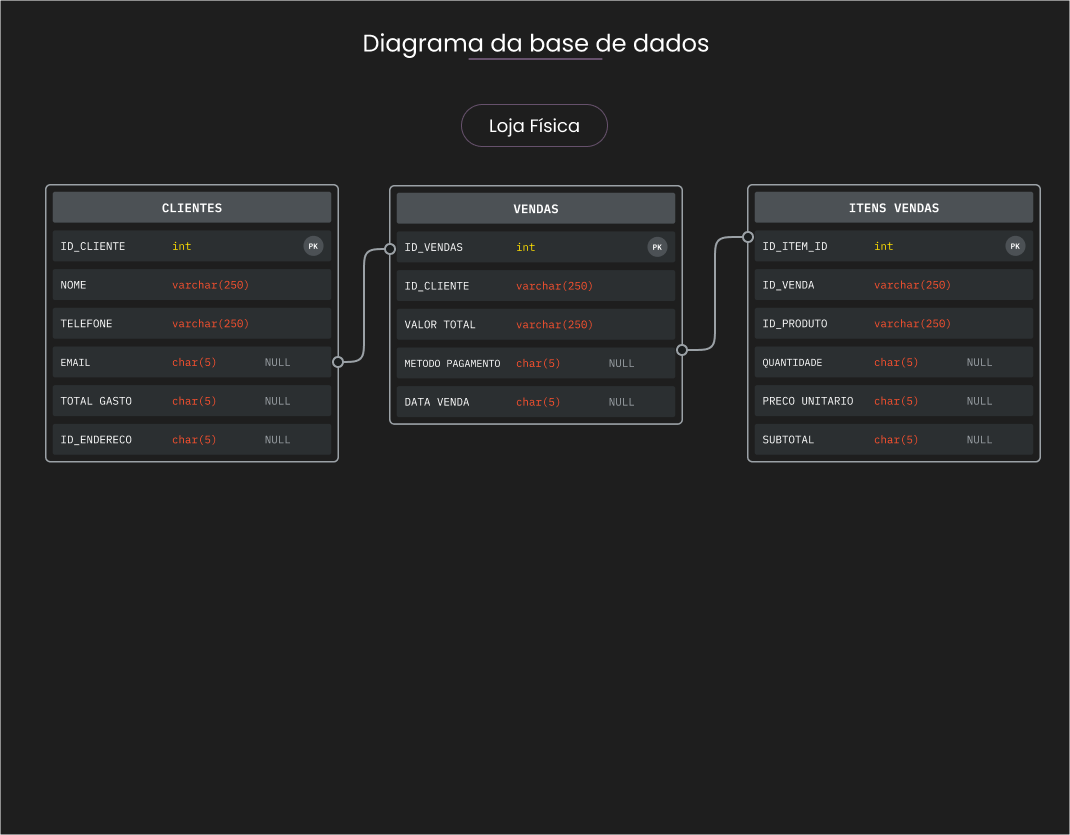 Diagrama da base de dados
Loja Física
CLIENTES
ID_CLIENTE int PK
NOME varchar(250)
TELEFONE varchar(250)
EMAIL char(5) NULL
TOTAL GASTO char(5) NULL
ID_ENDERECO char(5) NULL
VENDAS
ID_VENDAS int PK
ID_CLIENTE varchar(250)
VALOR TOTAL varchar(250)
METODO PAGAMENTO char(5) NULL
DATA VENDA char(5) NULL
ITENS VENDAS
ID_ITEM_ID int PK
ID_VENDA varchar(250)
ID_PRODUTO varchar(250)
QUANTIDADE char(5) NULL
PRECO UNITARIO char(5) NULL
SUBTOTAL char(5) NULL